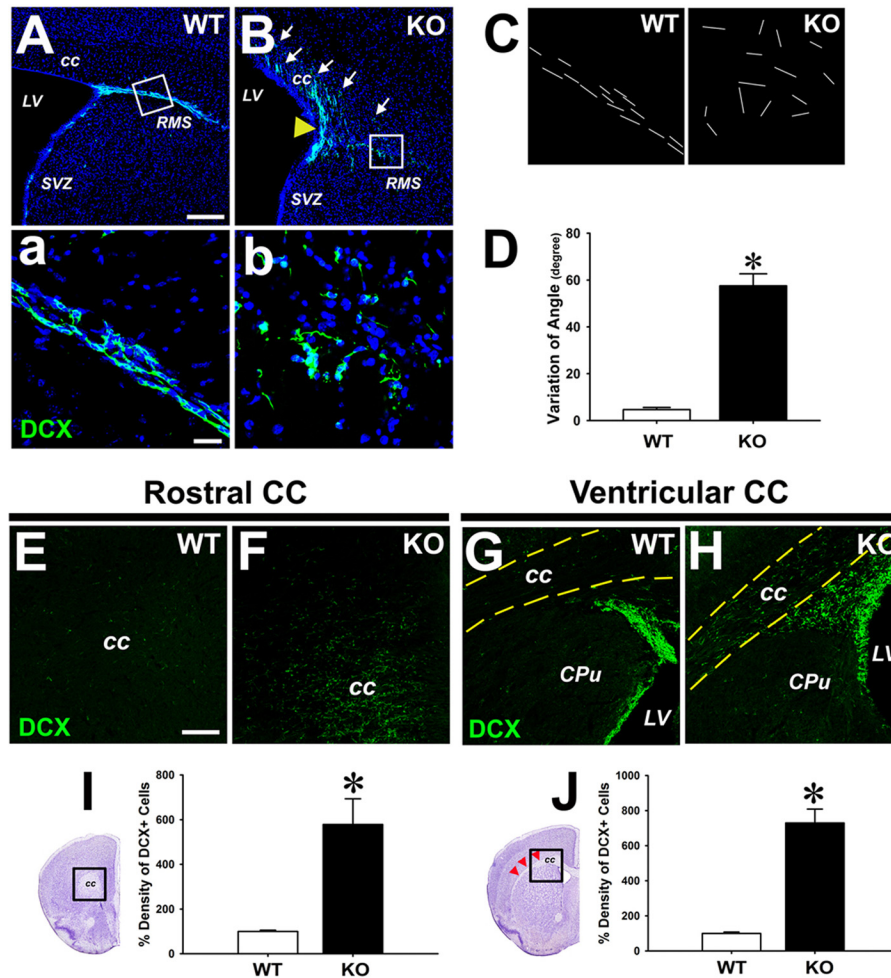 A WT
cc
LV
RMS
SVZ
B KO
cc
LV
RMS
SVZ
C WT KO
a
DCX
b
D
Variation of Angle (degree)
80
60
40
20
0
*
WT KO
Rostral CC
Ventricular CC
E WT
cc
DCX
F KO
cc
G WT
cc
CPu
LV
DCX
H KO
cc
CPu
LV
I
cc
% Density of DCX+ Cells
800
600
400
200
0
*
WT KO
J
cc
% Density of DCX+ Cells
1000
800
600
400
200
0
*
WT KO